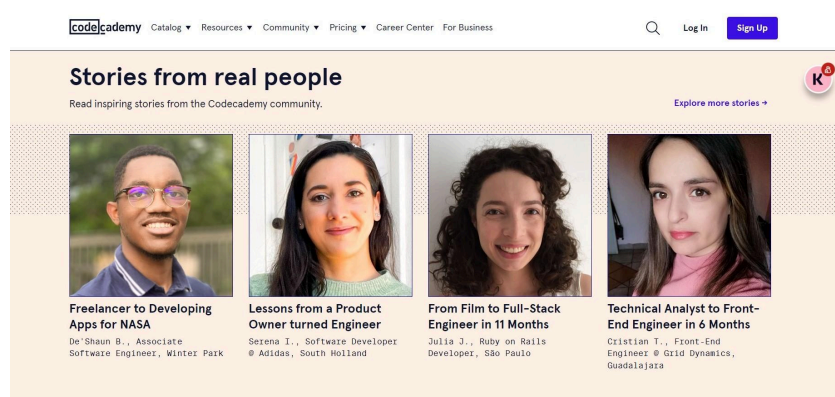 codecademy Catalog ▼ Resources ▼ Community ▼ Pricing ▼ Career Center For Business Log In Sign Up
Stories from real people
Read inspiring stories from the Codecademy community.
Explore more stories →
K
Freelancer to Developing
Apps for NASA
De'Shaun B., Associate
Software Engineer, Winter Park
Lessons from a Product
Owner turned Engineer
Serena I., Software Developer
@ Adidas, South Holland
From Film to Full-Stack
Engineer in 11 Months
Julia J., Ruby on Rails
Developer, São Paulo
Technical Analyst to Front-
End Engineer in 6 Months
Cristian T., Front-End
Engineer @ Grid Dynamics,
Guadalajara